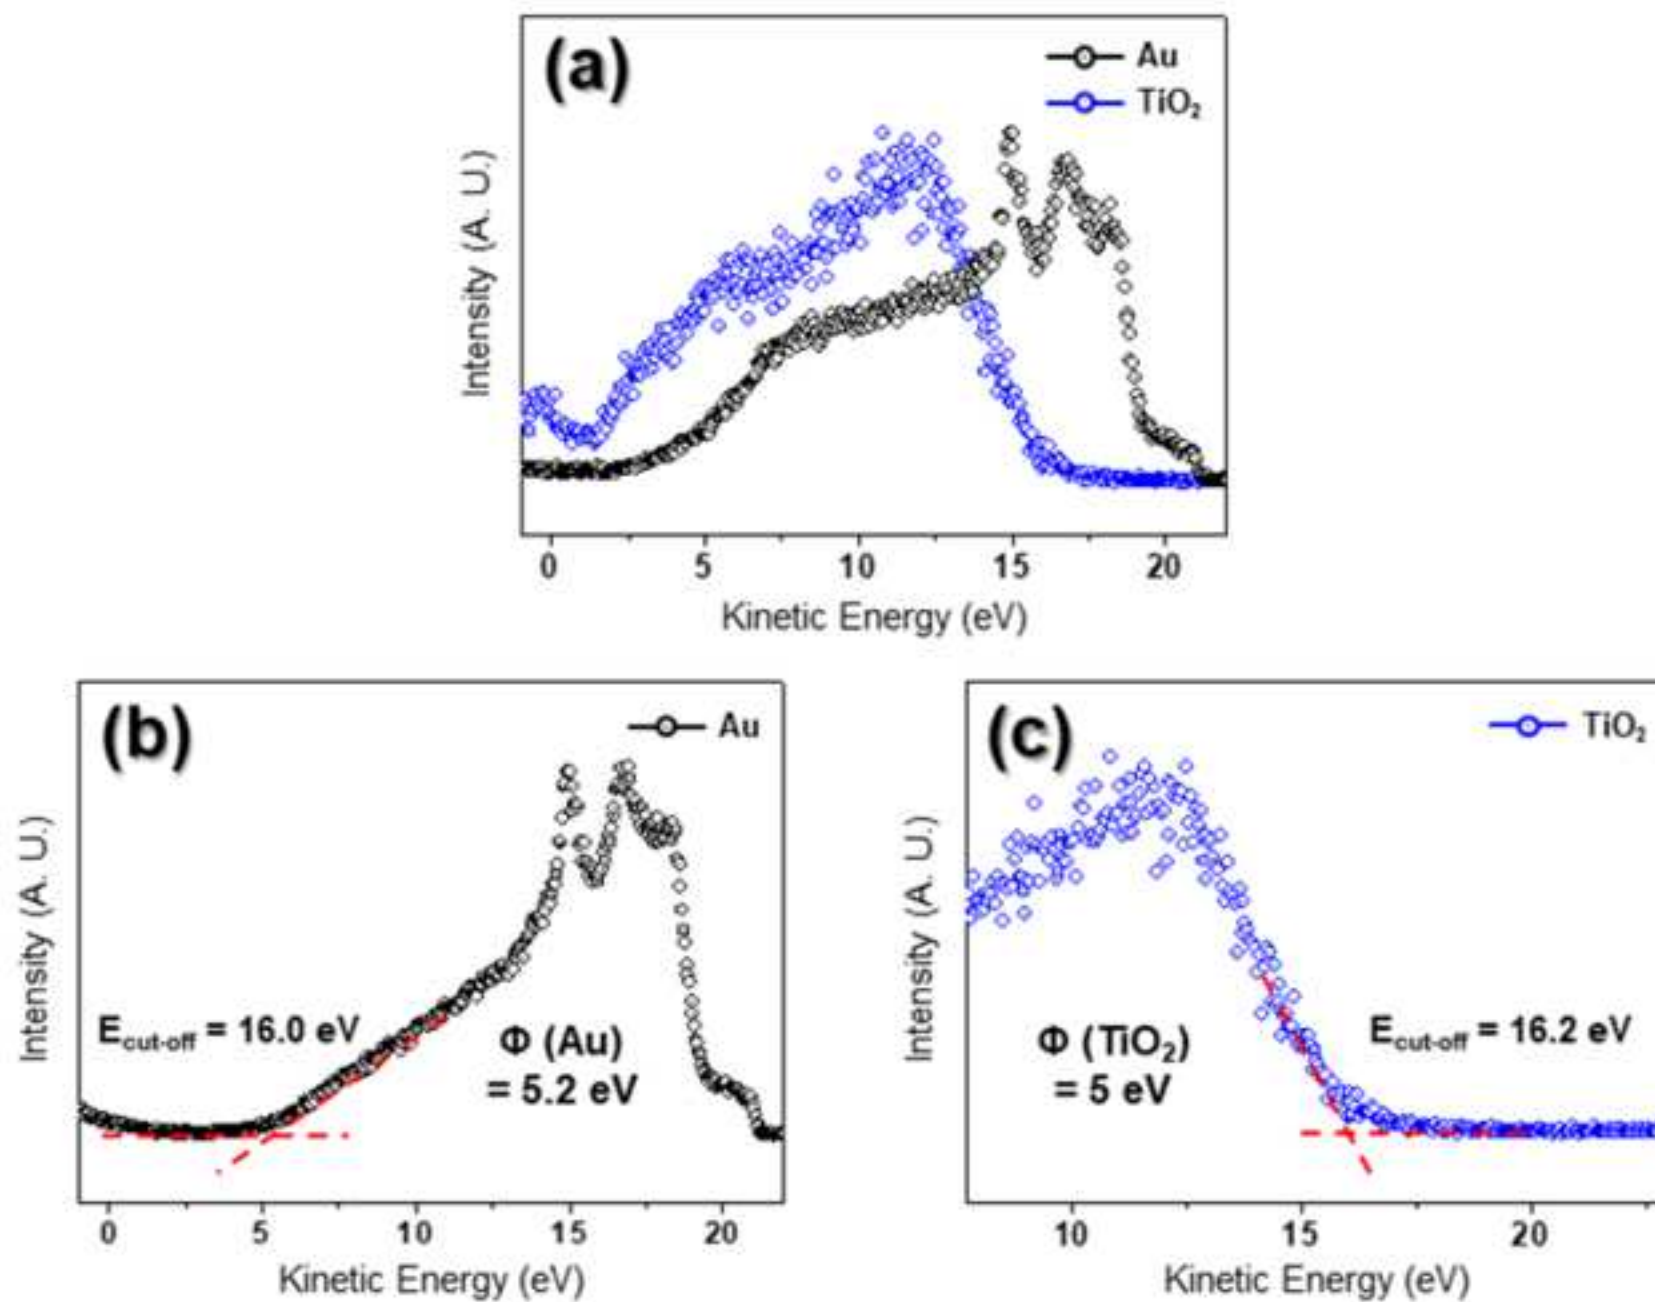 (a)
Au
TiO₂
Intensity (A. U.)
0 5 10 15 20
Kinetic Energy (eV)
(b)
Au
Intensity (A. U.)
E_cut-off = 16.0 eV
Φ (Au)
= 5.2 eV
0 5 10 15 20
Kinetic Energy (eV)
(c)
TiO₂
Intensity (A. U.)
Φ (TiO₂)
= 5 eV
E_cut-off = 16.2 eV
10 15 20
Kinetic Energy (eV)